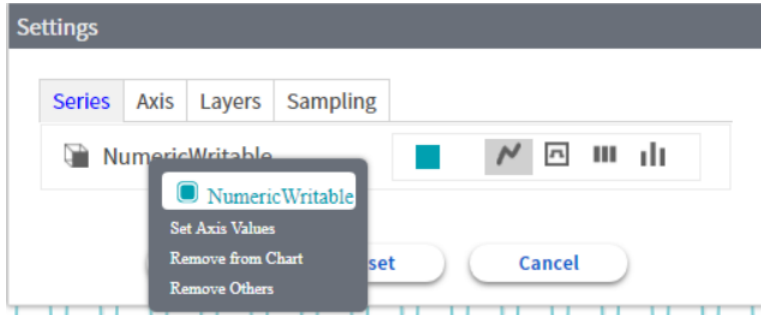 Settings
Series Axis Layers Sampling
NumericWritable
NumericWritable
Set Axis Values
Remove from Chart
set Cancel
Remove Others